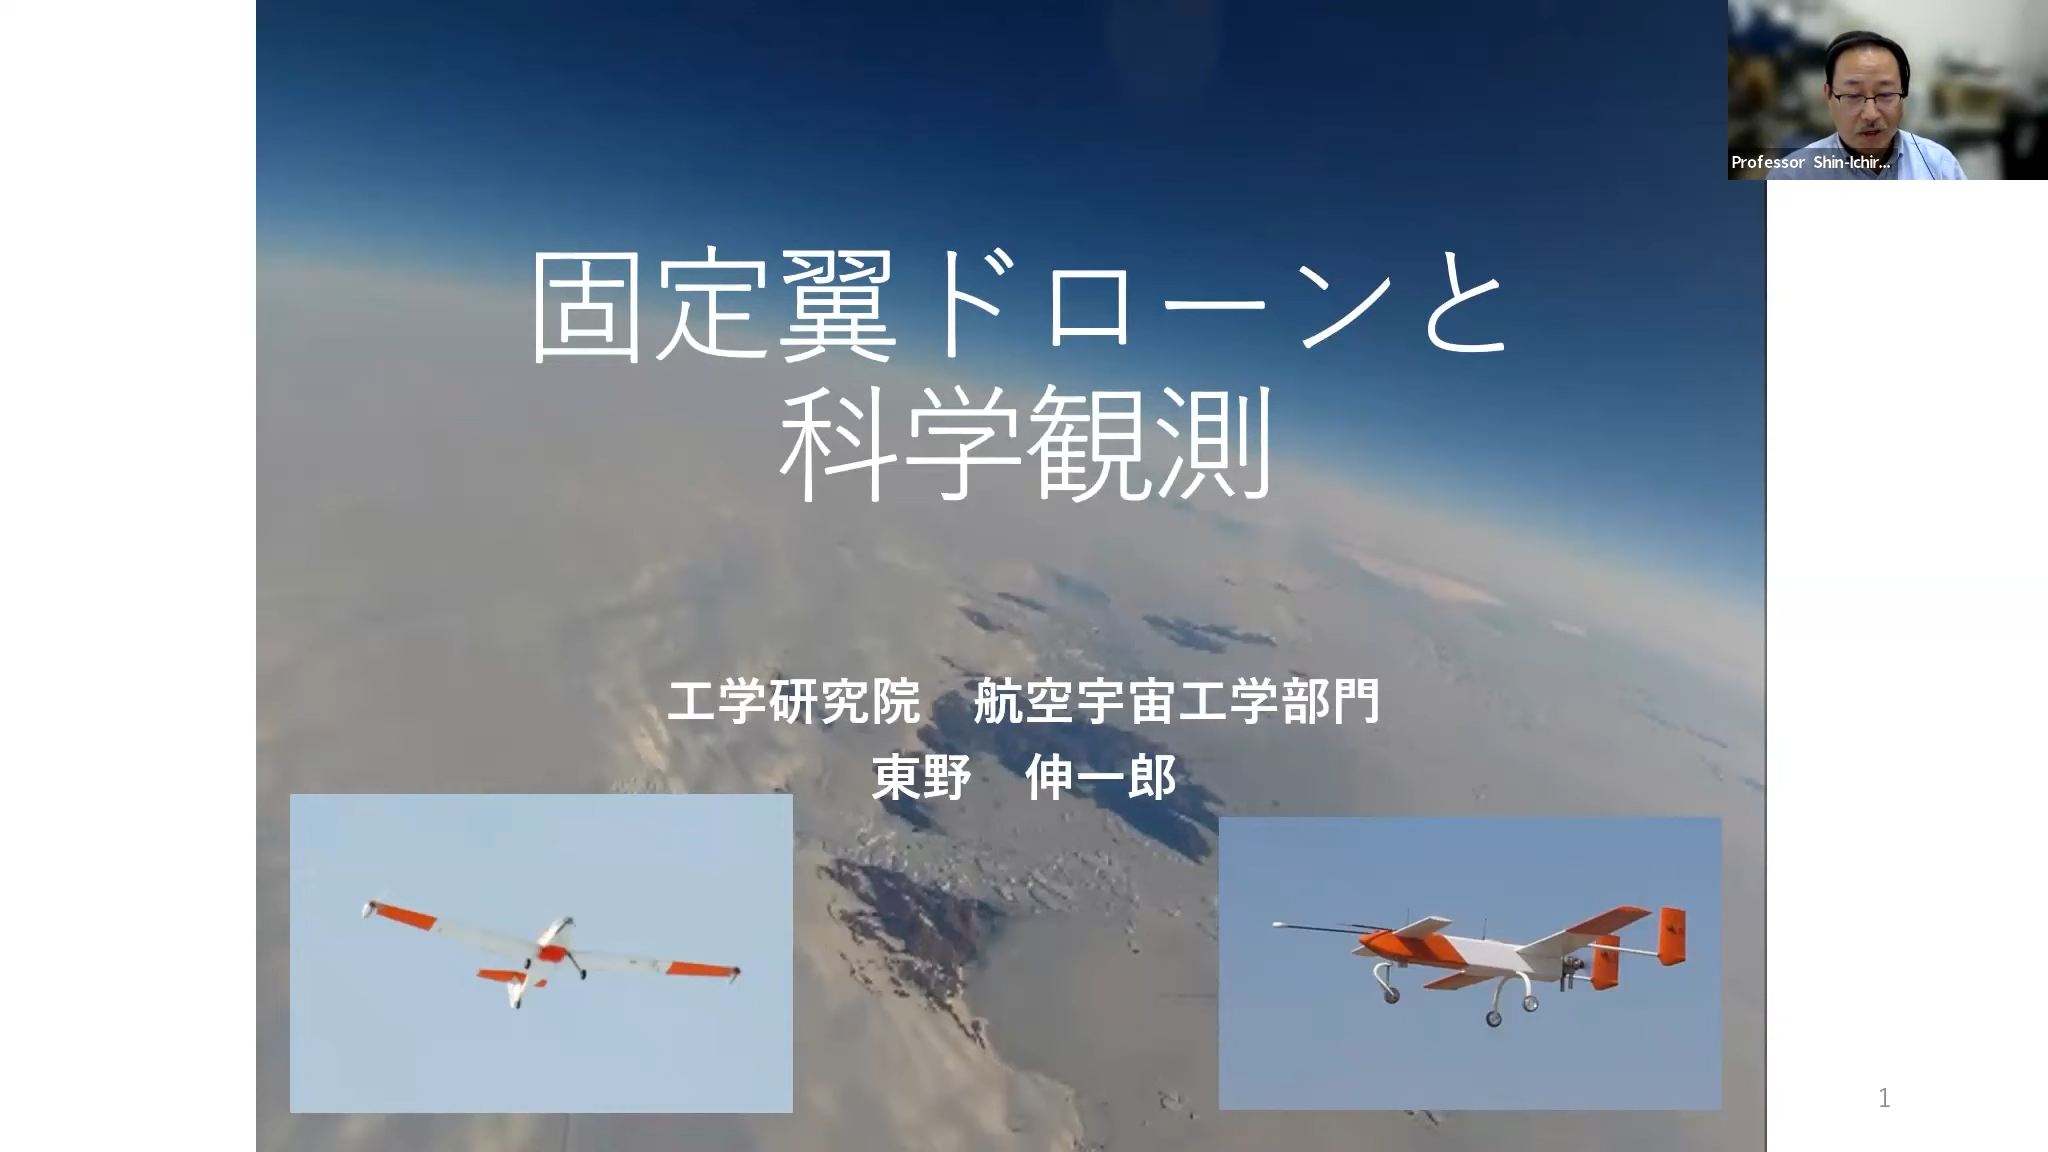 固定翼ドローンと
科学観測
工学研究院　航空宇宙工学部門
東野　伸一郎
Professor Shin-Ichir...
1